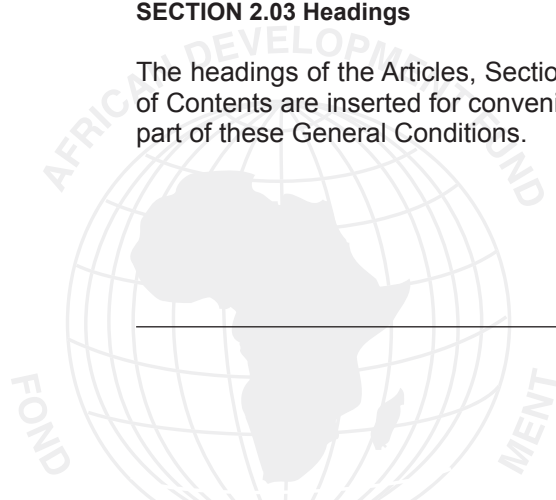 SECTION 2.03 Headings
AFRICAN DEVELOPMENT FUND
The headings of the Articles, Sectio
of Contents are inserted for conveni
part of these General Conditions.
FOND
MENT